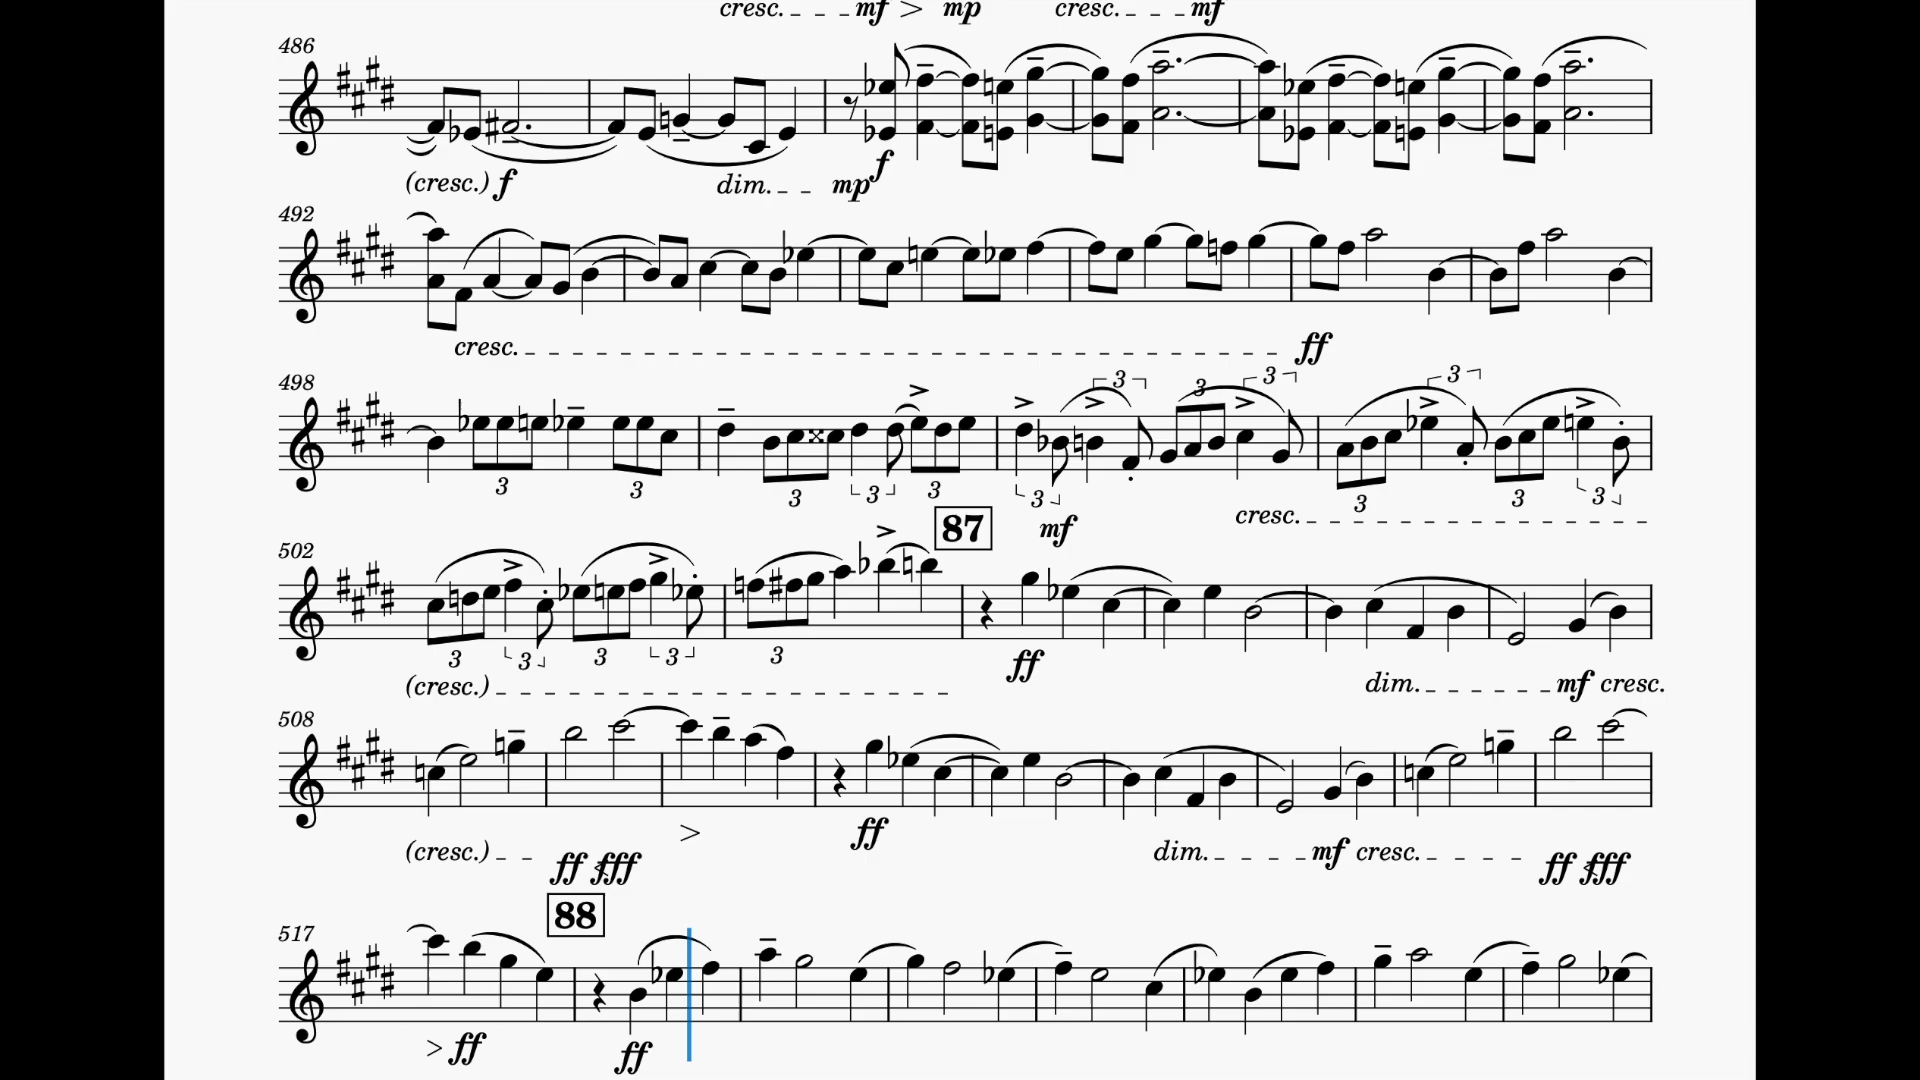 cresc. mf mp cresc. mf
486
(cresc.) f dim. mp f
492
cresc. ff
498
3 3 3
3 3 3 3 3 3 3 3
mf cresc.
87
502
3 3 3 3 3
(cresc.) ff dim. mf cresc.
508
(cresc.) ff fff ff dim. mf cresc. ff fff
88
517
ff ff